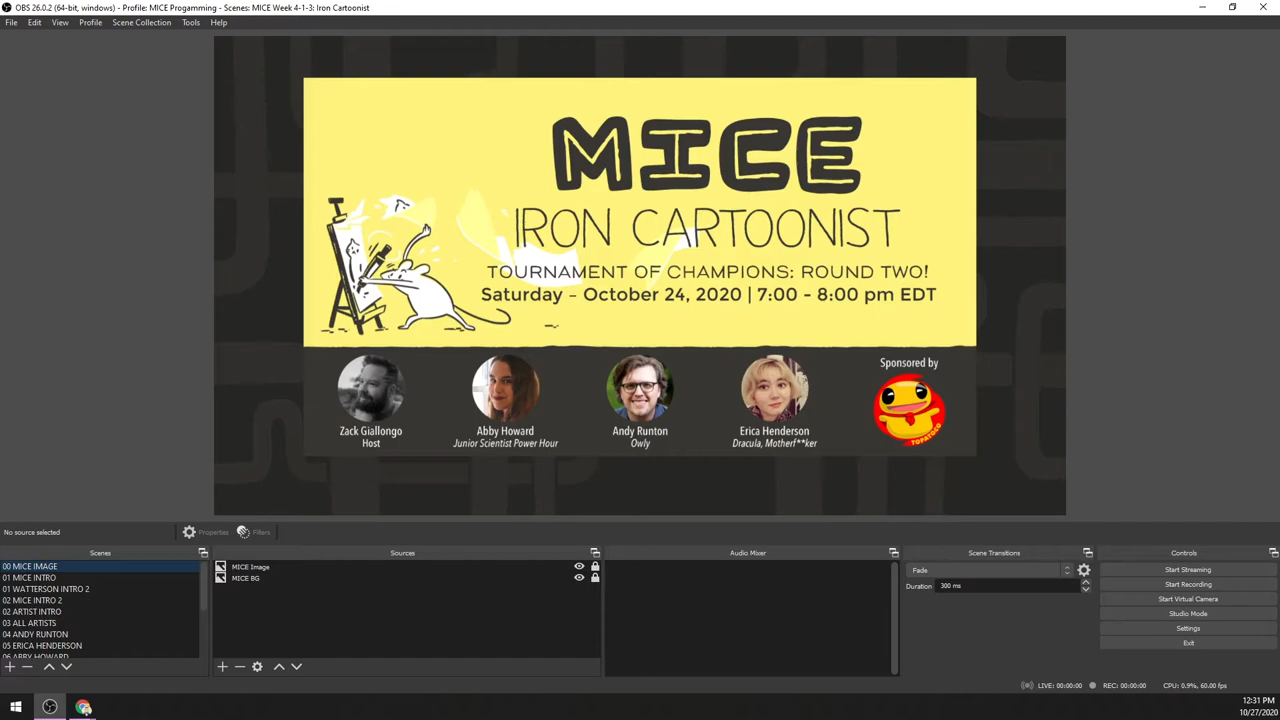 OBS 26.0.2 (64-bit, windows) - Profile: MICE Progamming - Scenes: MICE Week 4-1-3: Iron Cartoonist
File Edit View Profile Scene Collection Tools Help
MICE
IRON CARTOONIST
TOURNAMENT OF CHAMPIONS: ROUND TWO!
Saturday – October 24, 2020 | 7:00 - 8:00 pm EDT
Sponsored by
TOPATOCO
Zack Giallongo
Host
Abby Howard
Junior Scientist Power Hour
Andy Runton
Owly
Erica Henderson
Dracula, Motherf**ker
No source selected
Properties
Filters
Scenes
00 MICE IMAGE
01 MICE INTRO
01 WATTERSON INTRO 2
02 MICE INTRO 2
02 ARTIST INTRO
03 ALL ARTISTS
04 ANDY RUNTON
05 ERICA HENDERSON
06 ABBY HOWARD
Sources
MICE Image
MICE BG
Audio Mixer
Scene Transitions
Fade
Duration 300 ms
Controls
Start Streaming
Start Recording
Start Virtual Camera
Studio Mode
Settings
Exit
LIVE: 00:00:00
REC: 00:00:00
CPU: 0.9%, 60.00 fps
12:31 PM
10/27/2020